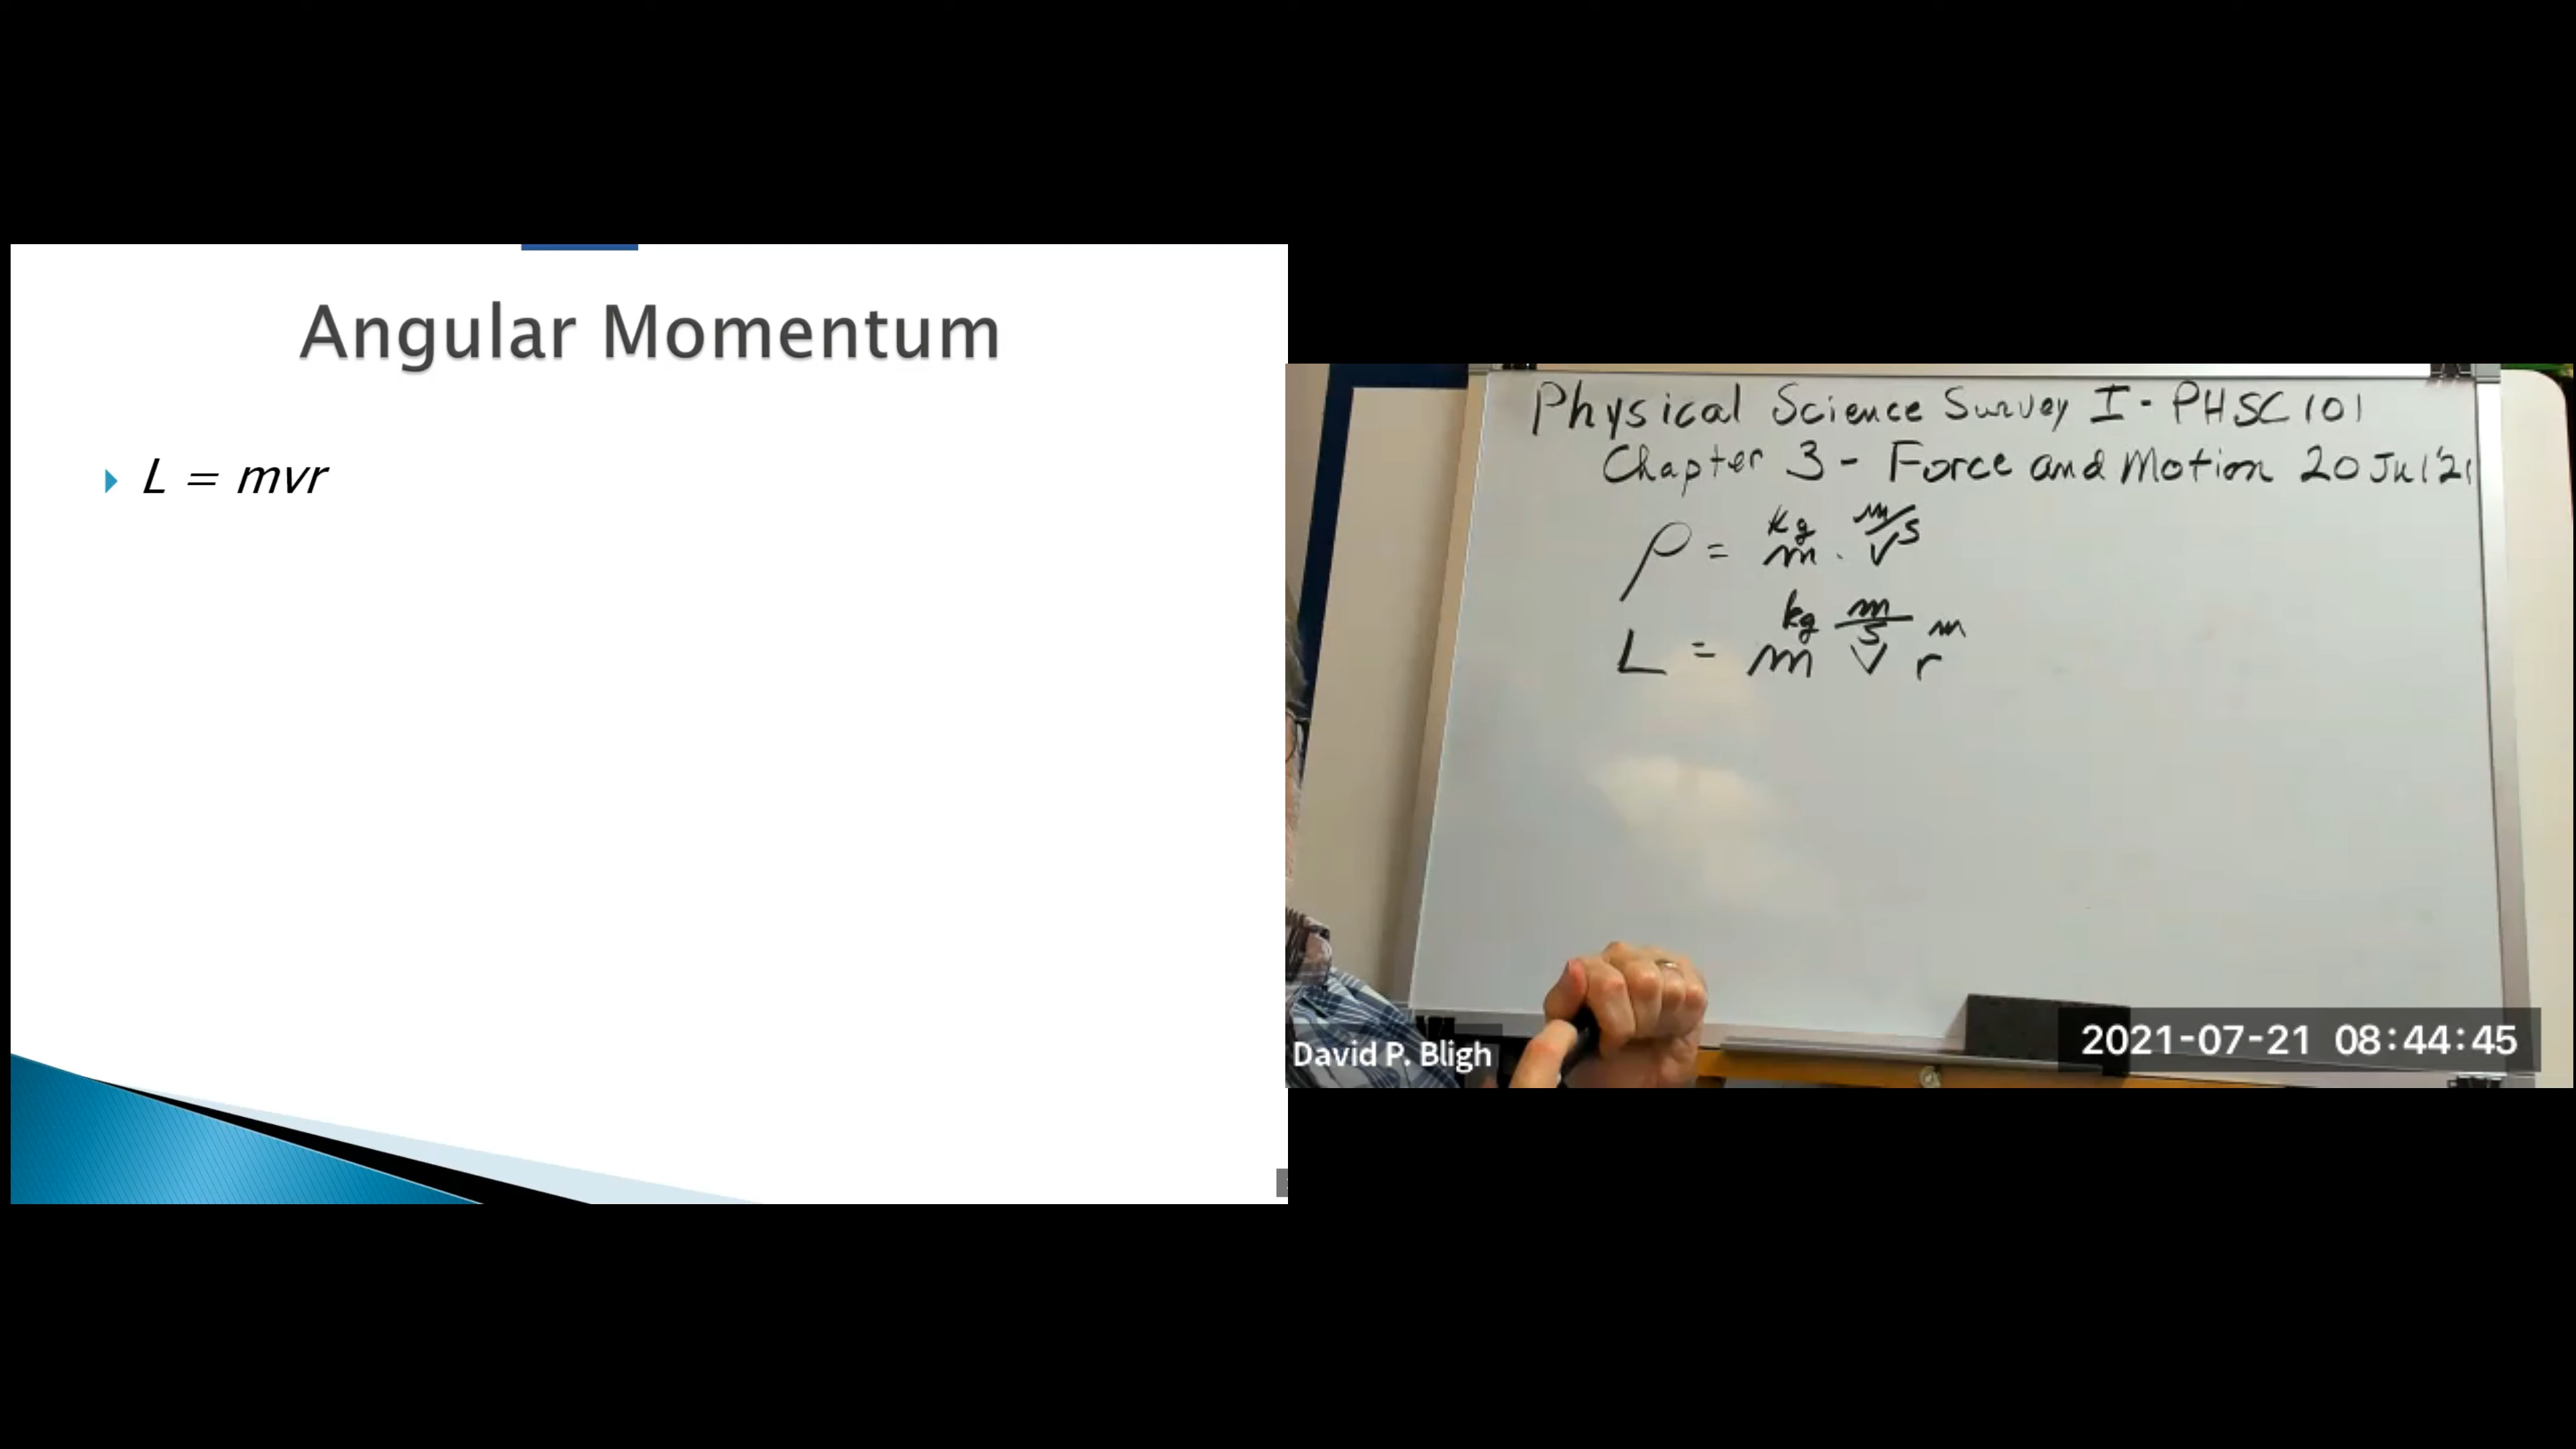 Angular Momentum
L = mvr
Physical Science Survey I - PHSC 101
Chapter 3 - Force and Motion 20 Jul '21
kg m/s
p = m · v
kg m/s m
L = m v r
David P. Bligh
2021-07-21 08:44:45